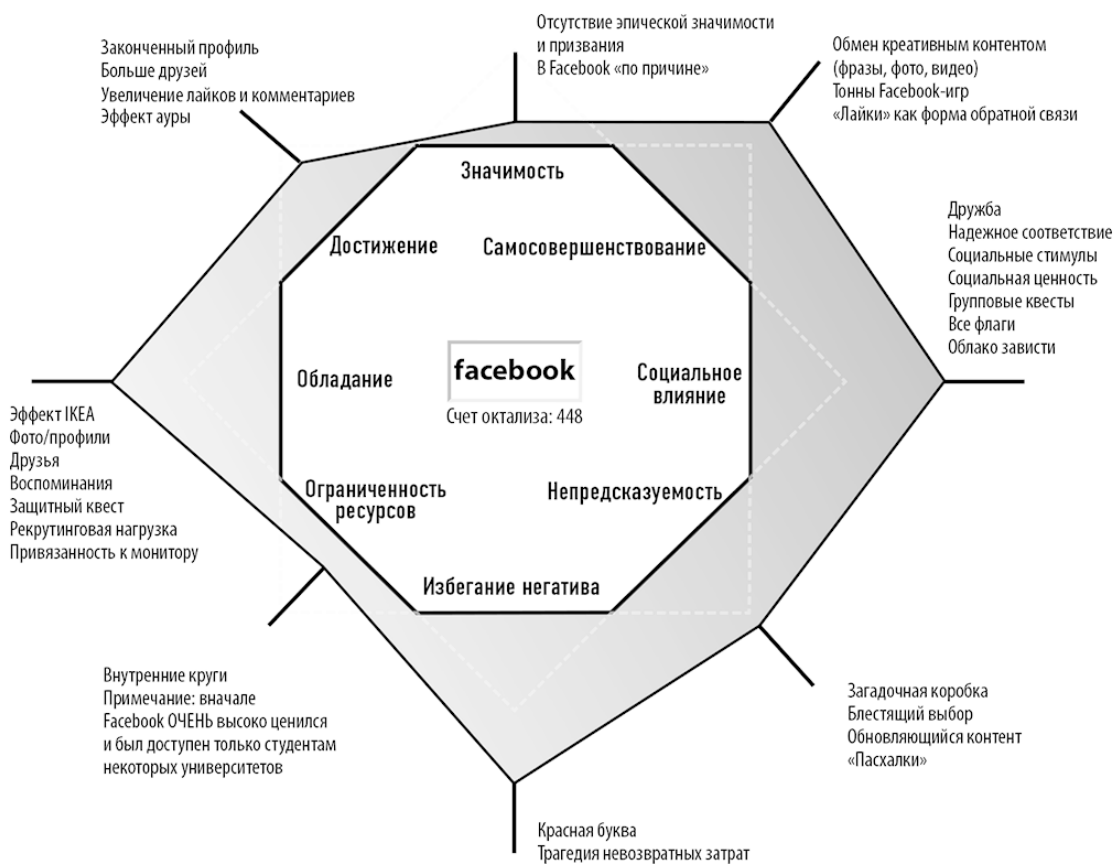 Отсутствие эпической значимости
и призвания
В Facebook «по причине»
Законченный профиль
Больше друзей
Увеличение лайков и комментариев
Эффект ауры
Обмен креативным контентом
(фразы, фото, видео)
Тонны Facebook-игр
«Лайки» как форма обратной связи
Значимость
Достижение
Самосовершенствование
Дружба
Надежное соответствие
Социальные стимулы
Социальная ценность
Групповые квесты
Все флаги
Облако зависти
Обладание
facebook
Счет октализа: 448
Социальное
влияние
Эффект IKEA
Фото/профили
Друзья
Воспоминания
Защитный квест
Рекрутинговая нагрузка
Привязанность к монитору
Ограниченность
ресурсов
Непредсказуемость
Избегание негатива
Внутренние круги
Примечание: вначале
Facebook ОЧЕНЬ высоко ценился
и был доступен только студентам
некоторых университетов
Загадочная коробка
Блестящий выбор
Обновляющийся контент
«Пасхалки»
Красная буква
Трагедия невозвратных затрат